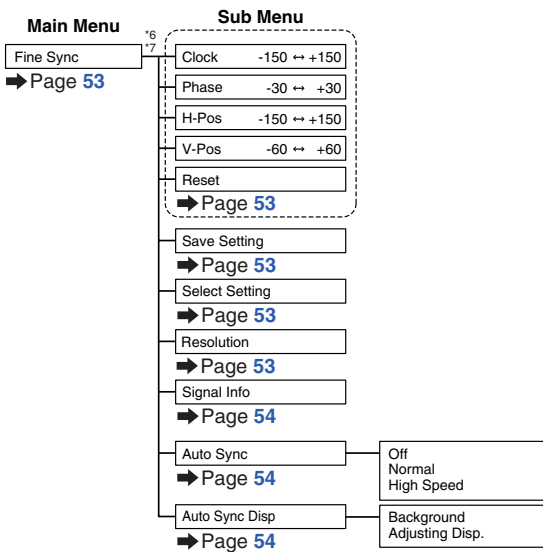 Main Menu
Sub Menu
*6
*7
Fine Sync
➡Page 53
Clock -150 ↔ +150
Phase -30 ↔ +30
H-Pos -150 ↔ +150
V-Pos -60 ↔ +60
Reset
➡Page 53
Save Setting
➡Page 53
Select Setting
➡Page 53
Resolution
➡Page 53
Signal Info
➡Page 54
Auto Sync
➡Page 54
Off
Normal
High Speed
Auto Sync Disp
➡Page 54
Background
Adjusting Disp.